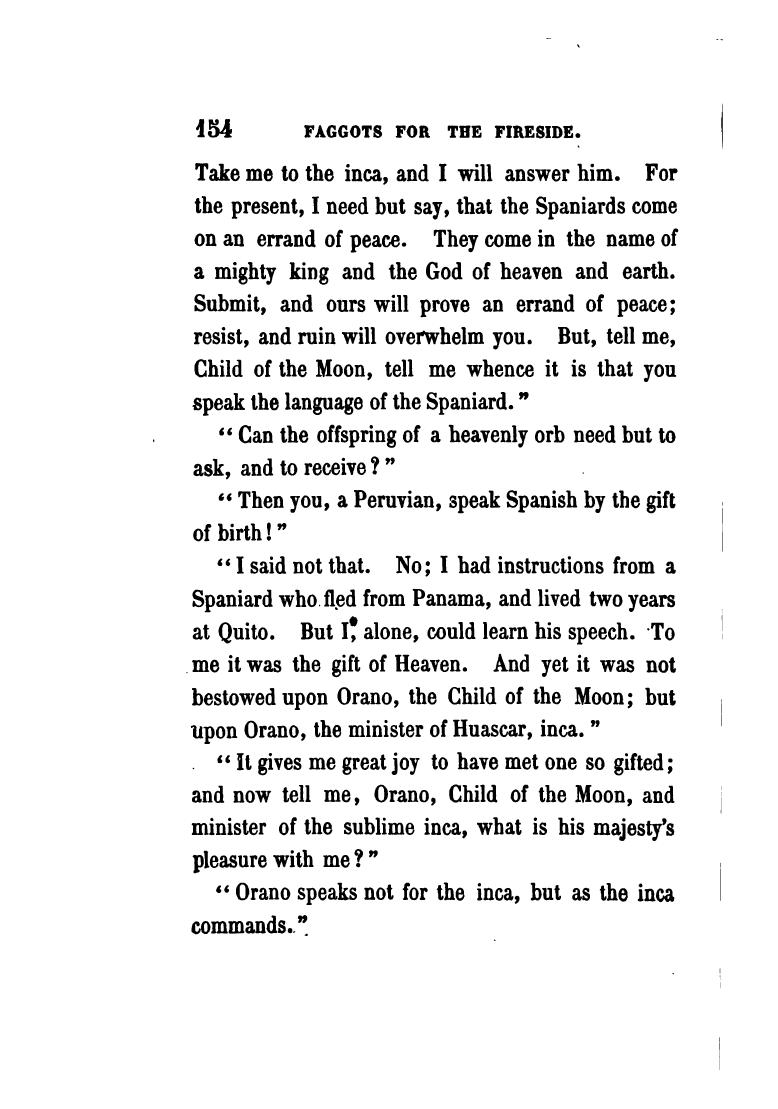 154 FAGGOTS FOR THE FIRESIDE.
Take me to the inca, and I will answer him. For
the present, I need but say, that the Spaniards come
on an errand of peace. They come in the name of
a mighty king and the God of heaven and earth.
Submit, and ours will prove an errand of peace;
resist, and ruin will overwhelm you. But, tell me,
Child of the Moon, tell me whence it is that you
speak the language of the Spaniard."
"Can the offspring of a heavenly orb need but to
ask, and to receive?"
"Then you, a Peruvian, speak Spanish by the gift
of birth!"
"I said not that. No; I had instructions from a
Spaniard who fled from Panama, and lived two years
at Quito. But I, alone, could learn his speech. To
me it was the gift of Heaven. And yet it was not
bestowed upon Orano, the Child of the Moon; but
upon Orano, the minister of Huascar, inca."
"It gives me great joy to have met one so gifted;
and now tell me, Orano, Child of the Moon, and
minister of the sublime inca, what is his majesty's
pleasure with me?"
"Orano speaks not for the inca, but as the inca
commands."